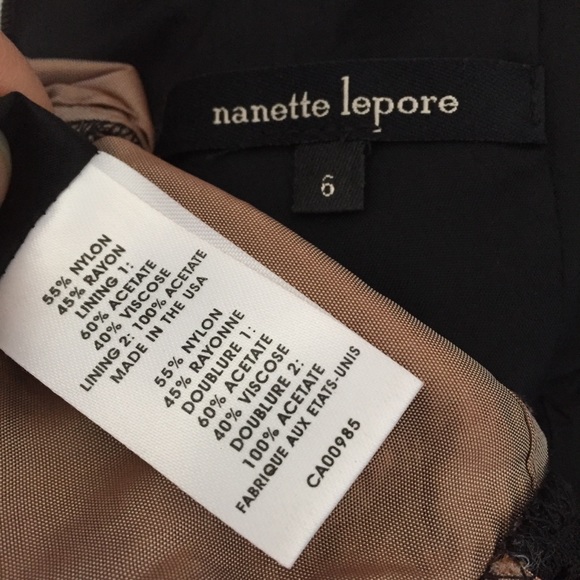 nanette lepore
6
55% NYLON
45% RAYON
LINING 1:
60% ACETATE
40% VISCOSE
LINING 2: 100% ACETATE
MADE IN THE USA
55% NYLON
45% RAYONNE
DOUBLURE 1:
60% ACETATE
40% VISCOSE
DOUBLURE 2:
100% ACETATE
FABRIQUE AUX ETATS-UNIS
CA00985